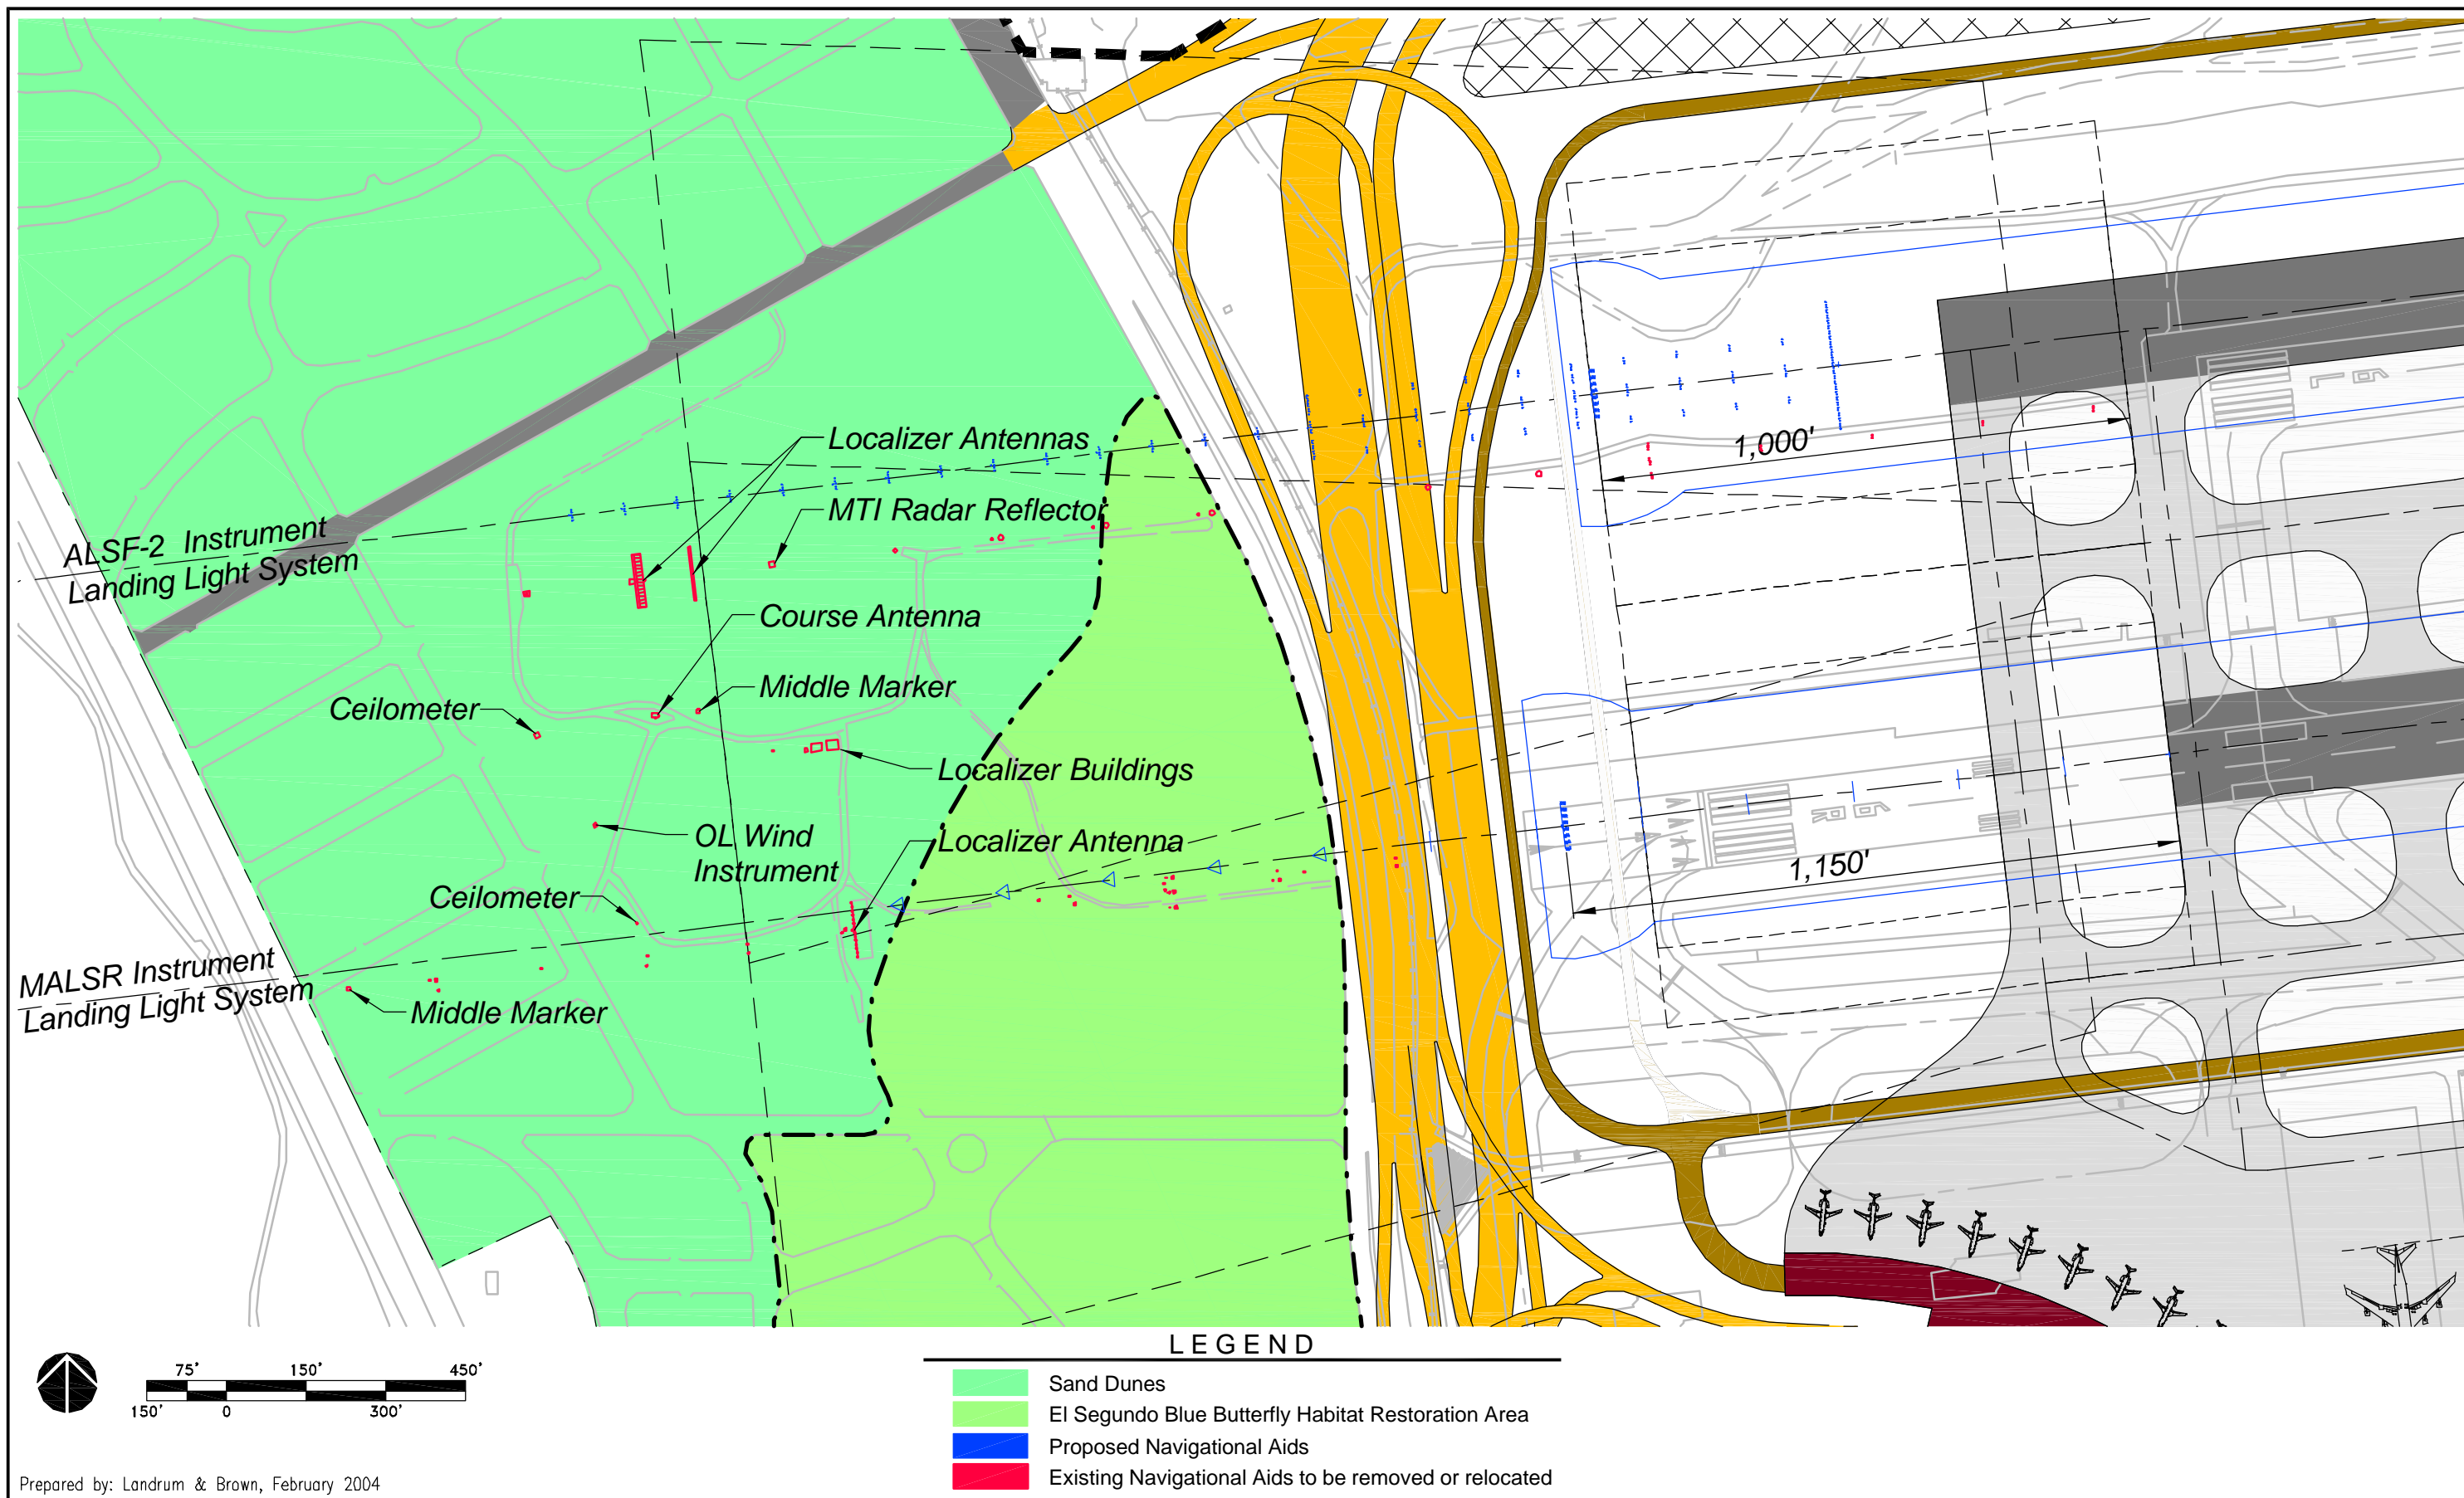 Localizer Antennas
1,000'
MTI Radar Reflector
ALSF-2 Instrument
Landing Light System
Course Antenna
Middle Marker
Ceilometer
Localizer Buildings
OL Wind
Instrument
Localizer Antenna
1,150'
Ceilometer
MALSR Instrument
Landing Light System
Middle Marker
LEGEND
75' 150' 450'
150' 0 300'
Sand Dunes
El Segundo Blue Butterfly Habitat Restoration Area
Proposed Navigational Aids
Existing Navigational Aids to be removed or relocated
Prepared by: Landrum & Brown, February 2004